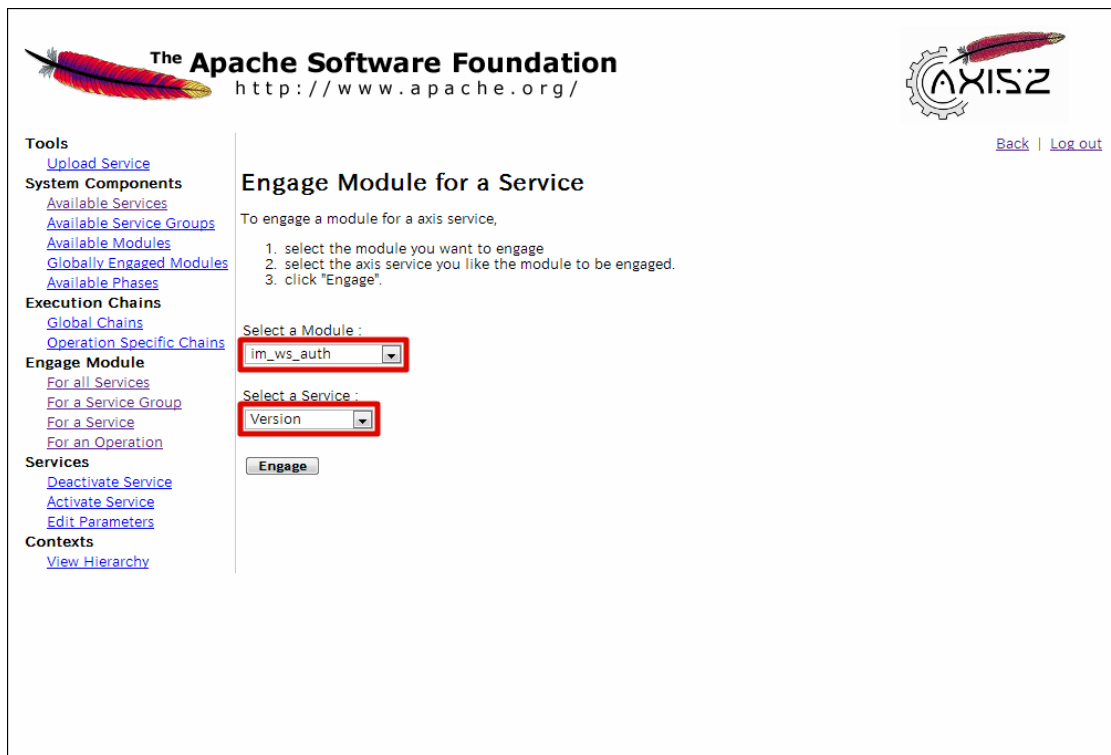 The Apache Software Foundation
http://www.apache.org/
AXIS2
Back | Log out
Tools
Upload Service
System Components
Available Services
Available Service Groups
Available Modules
Globally Engaged Modules
Available Phases
Execution Chains
Global Chains
Operation Specific Chains
Engage Module
For all Services
For a Service Group
For a Service
For an Operation
Services
Deactivate Service
Activate Service
Edit Parameters
Contexts
View Hierarchy
Engage Module for a Service
To engage a module for a axis service,
1. select the module you want to engage
2. select the axis service you like the module to be engaged.
3. click "Engage".
Select a Module :
im_ws_auth
Select a Service :
Version
Engage